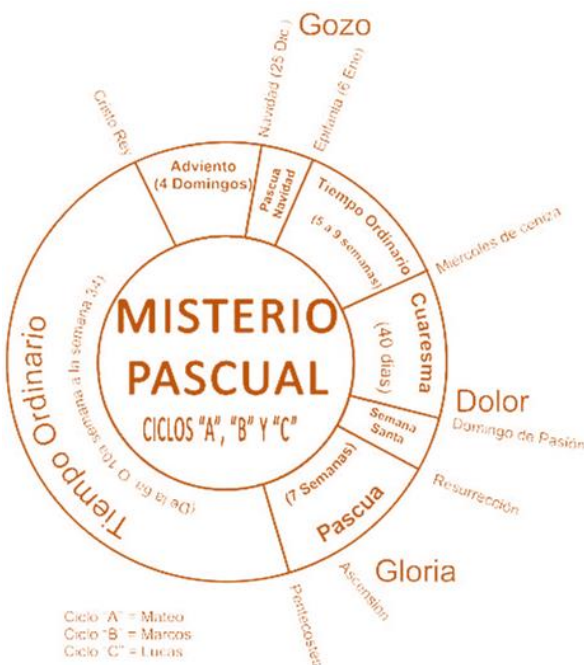 Gozo
Navidad (25 Dic.)
Epifanía (6 Ene)
Cristo Rey
Adviento
(4 Domingos)
Pascua
Navidad
Tiempo Ordinario
(5 a 9 semanas)
Miércoles de ceniza
Cuaresma
(40 días)
MISTERIO
PASCUAL
CICLOS "A", "B" Y "C"
Dolor
Domingo de Pasión
Semana
Santa
Resurrección
(7 Semanas)
Pascua
Gloria
Ascensión
Pentecostés
Tiempo Ordinario
(De la 6a. O 10a semana a la semana 34)
Ciclo "A" = Mateo
Ciclo "B" = Marcos
Ciclo "C" = Lucas